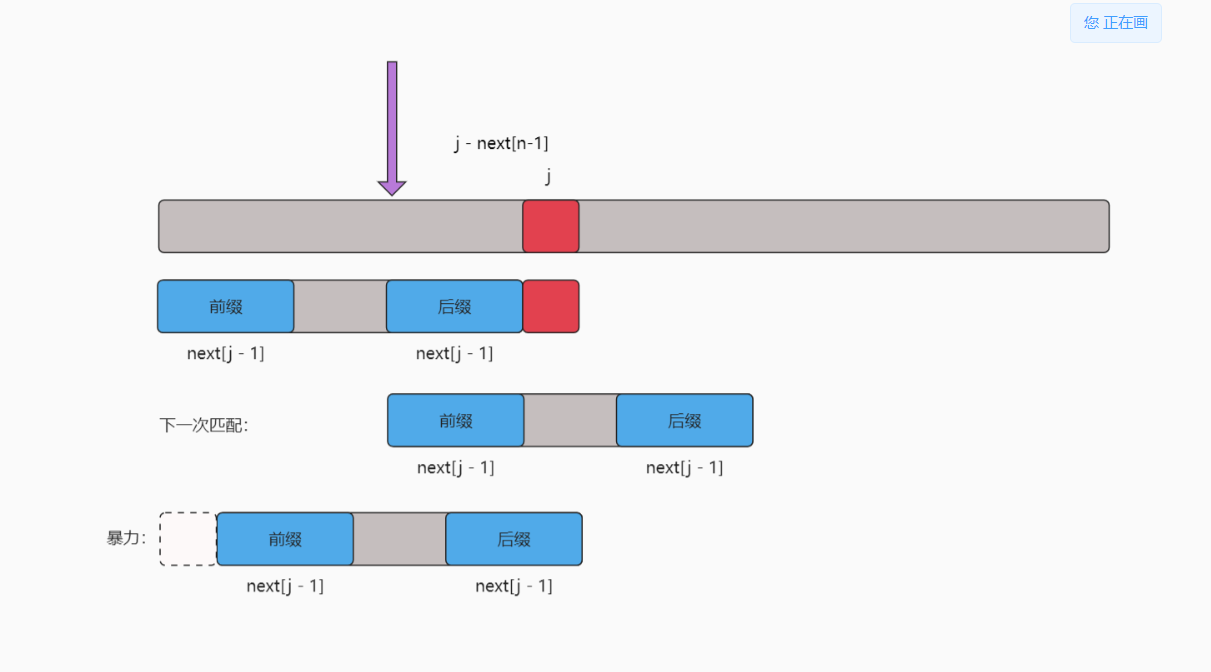 您 正在画
j - next[n-1]
j
前缀
后缀
next[j - 1]
next[j - 1]
下一次匹配：
前缀
后缀
next[j - 1]
next[j - 1]
暴力：
前缀
后缀
next[j - 1]
next[j - 1]